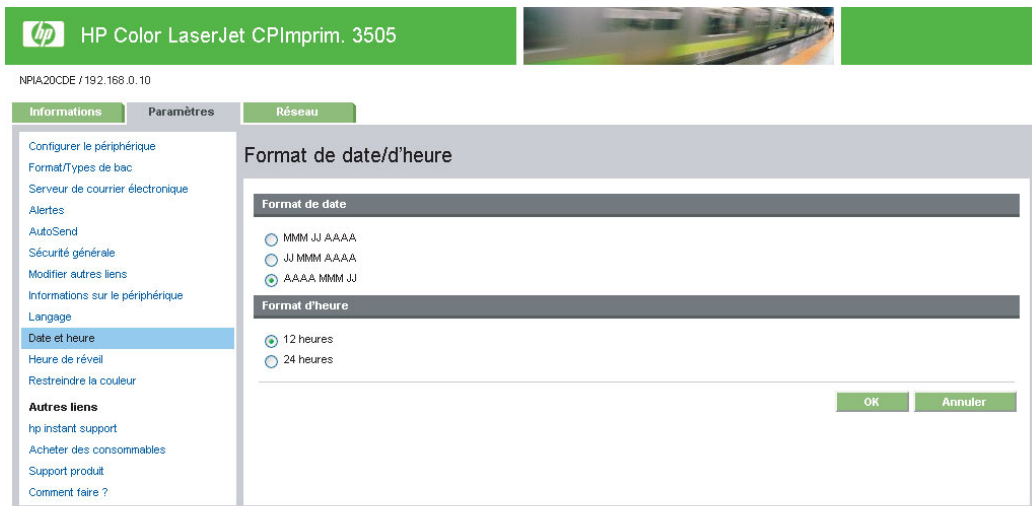 hp HP Color LaserJet CPImprim. 3505
NPIA20CDE / 192.168.0.10
Informations Paramètres Réseau
Configurer le périphérique
Format/Types de bac
Serveur de courrier électronique
Alertes
AutoSend
Sécurité générale
Modifier autres liens
Informations sur le périphérique
Langage
Date et heure
Heure de réveil
Restreindre la couleur
Autres liens
hp instant support
Acheter des consommables
Support produit
Comment faire ?
Format de date/d'heure
Format de date
MMM JJ AAAA
JJ MMM AAAA
AAAA MMM JJ
Format d'heure
12 heures
24 heures
OK Annuler